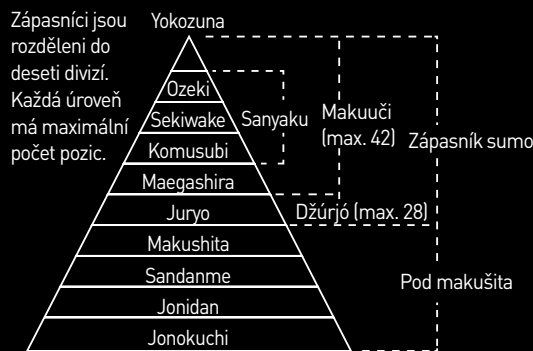 Zápasníci jsou
rozděleni do
deseti divizí.
Každá úroveň
má maximální
počet pozic.
Yokozuna
Ozeki
Sekiwake
Komusubi
Maegashira
Juryo
Makushita
Sandanme
Jonidan
Jonokuchi
Sanyaku
Makuuči
(max. 42)
Zápasník sumo
Džúrjó (max. 28)
Pod makušita